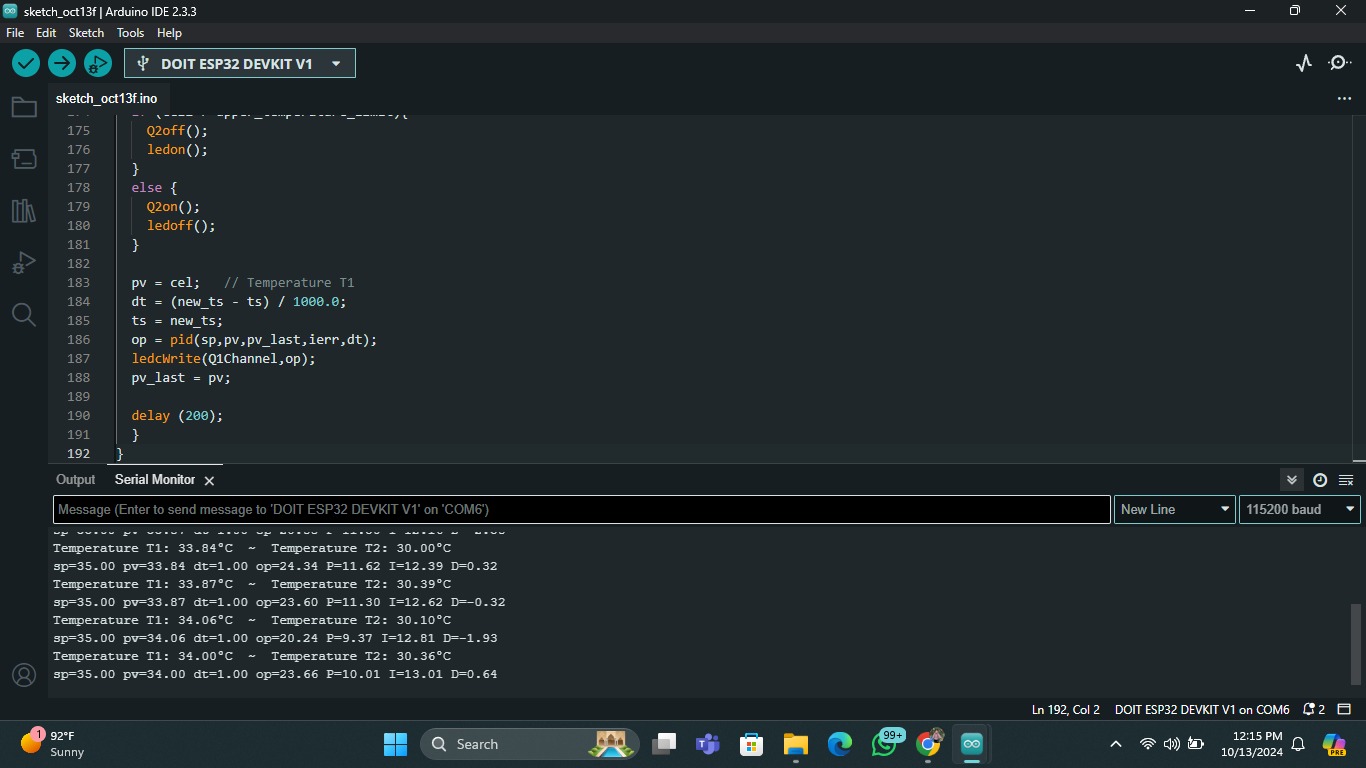 sketch_oct13f | Arduino IDE 2.3.3
File Edit Sketch Tools Help
DOIT ESP32 DEVKIT V1
sketch_oct13f.ino
175 Q2off();
176 ledon();
177 }
178 else {
179 Q2on();
180 ledoff();
181 }
182
183 pv = cel; // Temperature T1
184 dt = (new_ts - ts) / 1000.0;
185 ts = new_ts;
186 op = pid(sp,pv,pv_last,ierr,dt);
187 ledcWrite(Q1Channel,op);
188 pv_last = pv;
189
190 delay (200);
191 }
192 }
Output Serial Monitor
Message (Enter to send message to 'DOIT ESP32 DEVKIT V1' on 'COM6')
New Line
115200 baud
Temperature T1: 33.84°C ~ Temperature T2: 30.00°C
sp=35.00 pv=33.84 dt=1.00 op=24.34 P=11.62 I=12.39 D=0.32
Temperature T1: 33.87°C ~ Temperature T2: 30.39°C
sp=35.00 pv=33.87 dt=1.00 op=23.60 P=11.30 I=12.62 D=-0.32
Temperature T1: 34.06°C ~ Temperature T2: 30.10°C
sp=35.00 pv=34.06 dt=1.00 op=20.24 P=9.37 I=12.81 D=-1.93
Temperature T1: 34.00°C ~ Temperature T2: 30.36°C
sp=35.00 pv=34.00 dt=1.00 op=23.66 P=10.01 I=13.01 D=0.64
Ln 192, Col 2 DOIT ESP32 DEVKIT V1 on COM6 2
1
92°F
Sunny
Search
99+
12:15 PM
10/13/2024
PRE